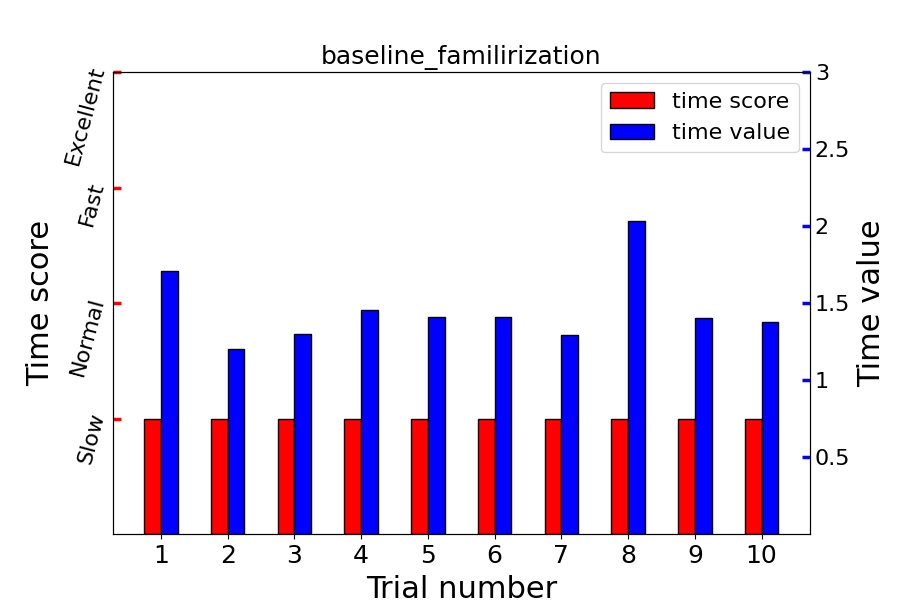 baseline_familirization
time score
time value
Time score
Excellent
Fast
Normal
Slow
3
2.5
2
1.5
1
0.5
Time value
1 2 3 4 5 6 7 8 9 10
Trial number